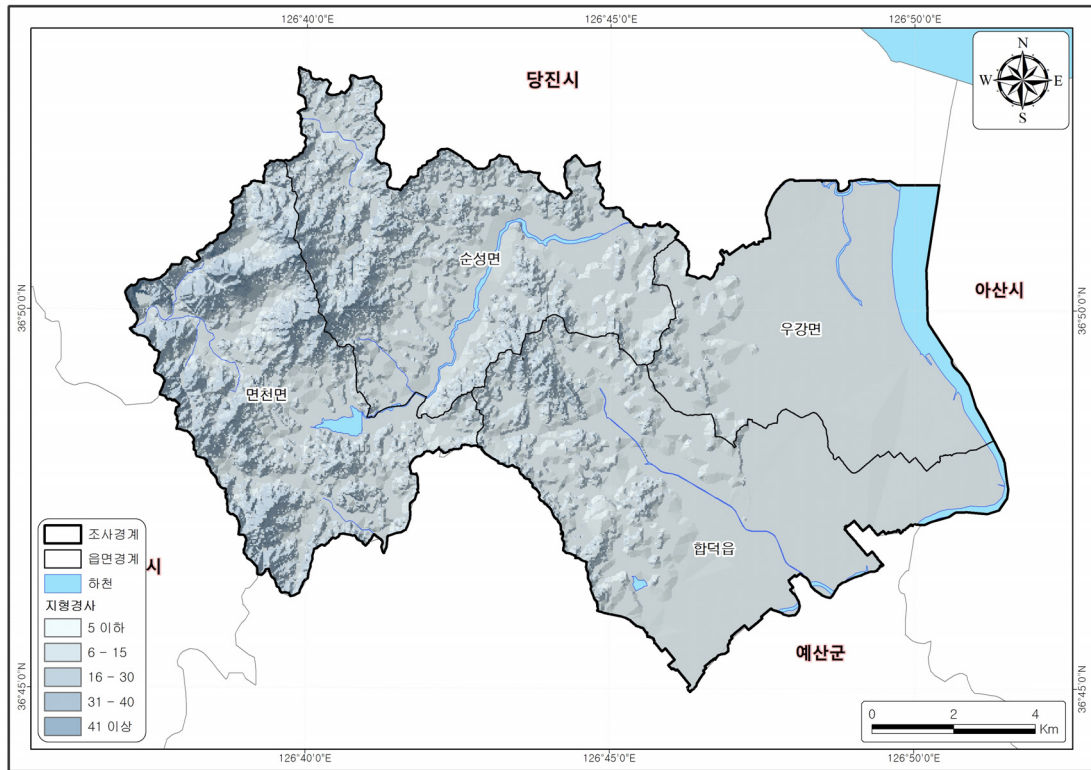 126°40'0"E
126°45'0"E
126°50'0"E
N
W E
S
당진시
아산시
예산군
시
순성면
우강면
면천면
합덕읍
36°50'0"N
36°50'0"N
36°45'0"N
36°45'0"N
조사경계
읍면경계
하천
지형경사
5 이하
6 - 15
16 - 30
31 - 40
41 이상
0 2 4
Km
126°40'0"E
126°45'0"E
126°50'0"E